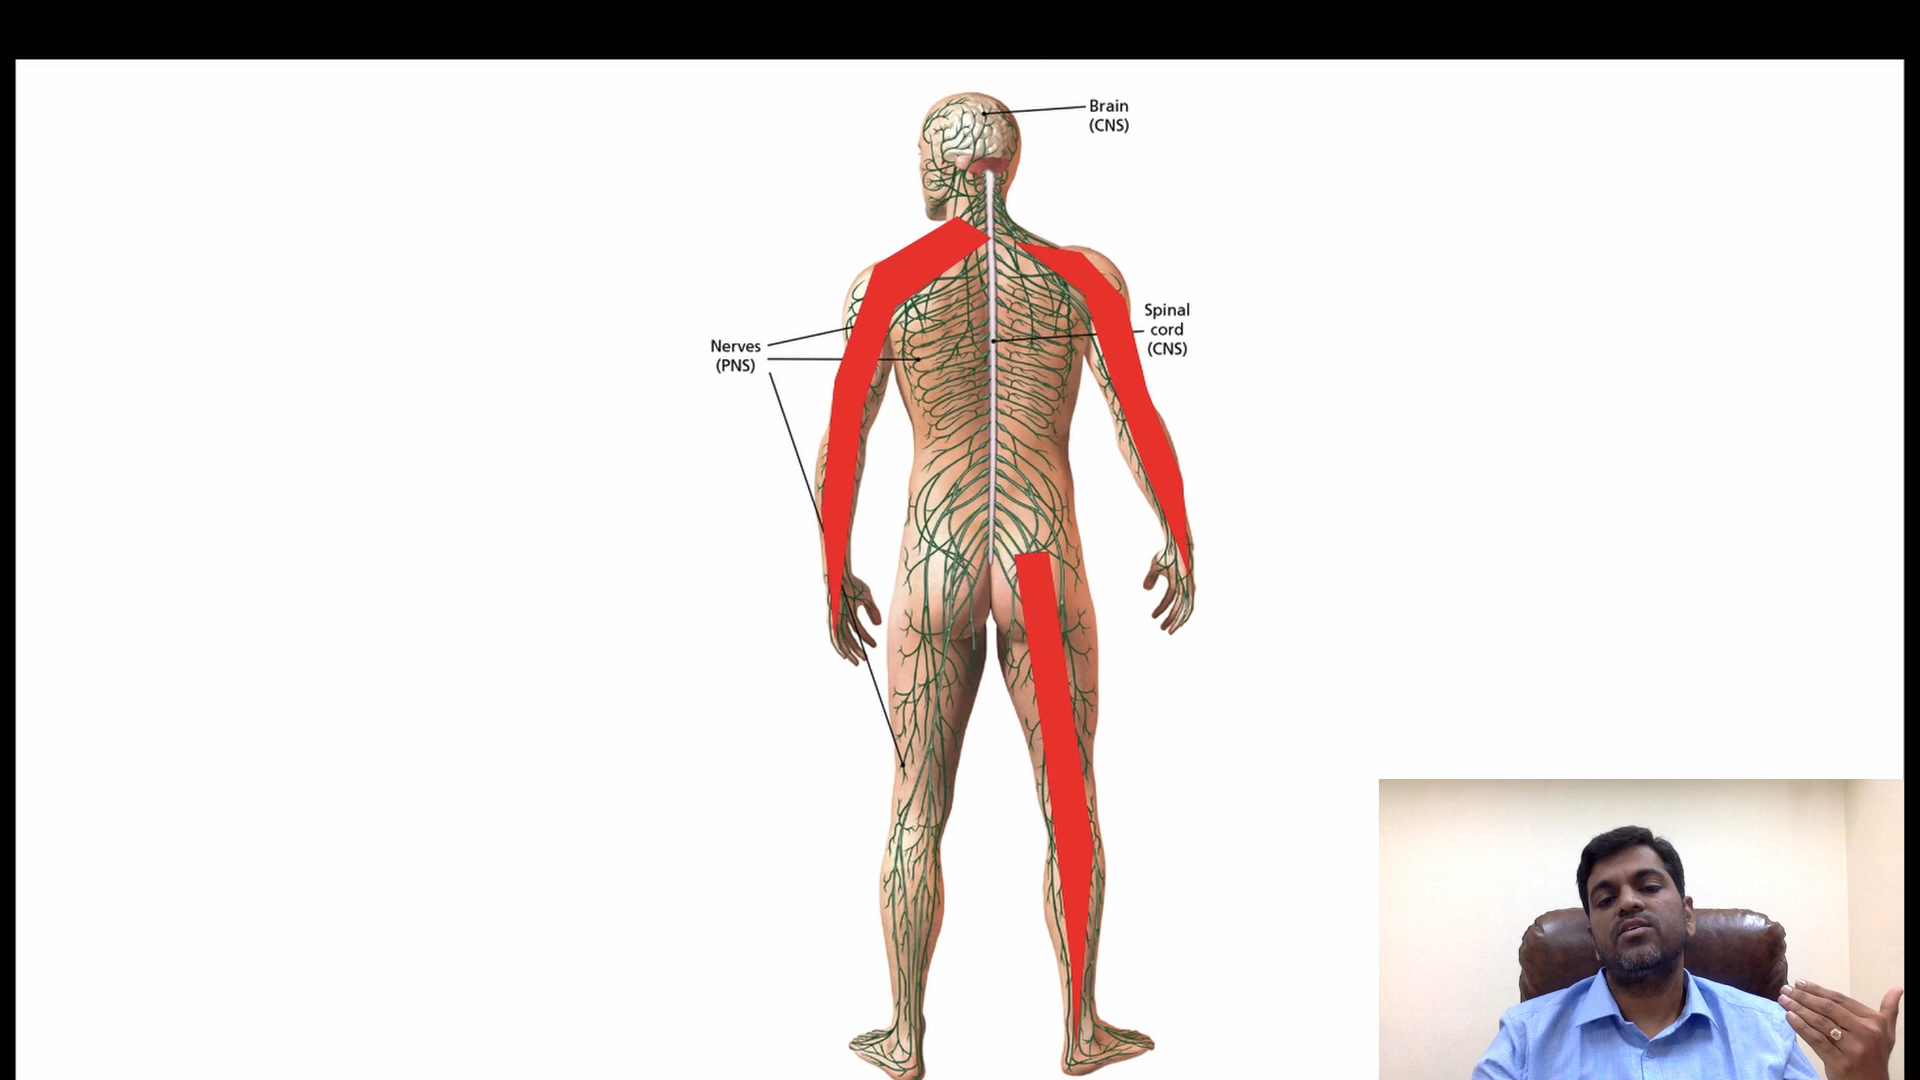 Brain
(CNS)
Spinal
cord
(CNS)
Nerves
(PNS)